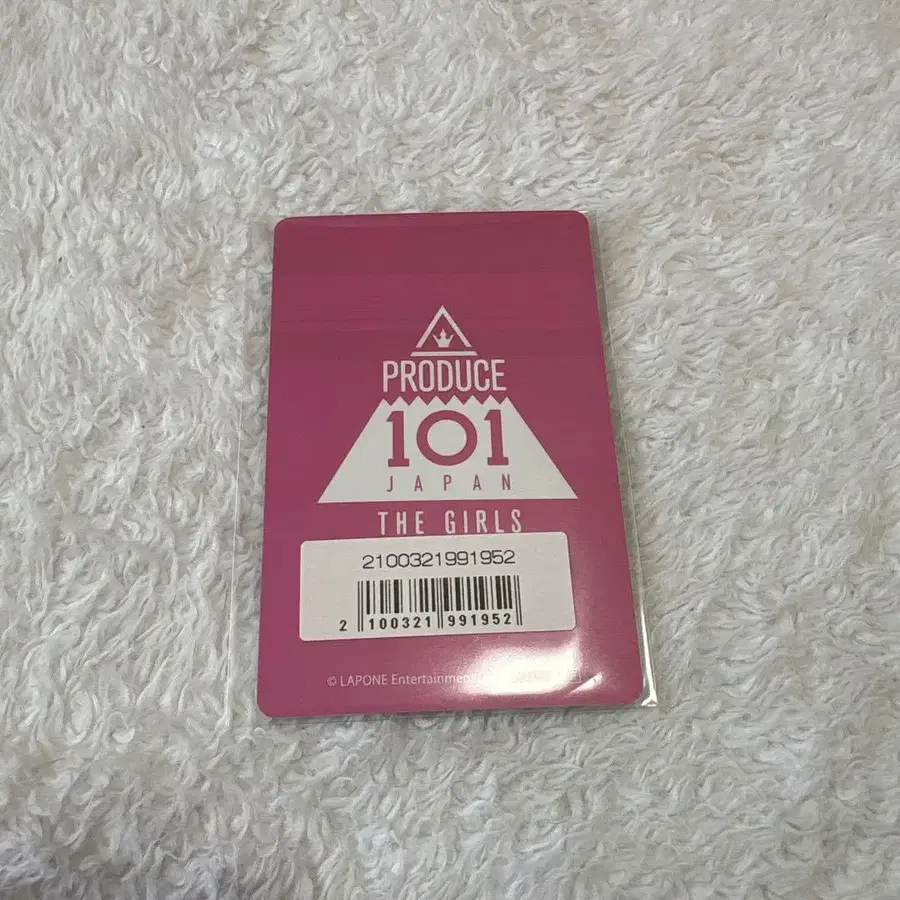 PRODUCE
101
JAPAN
THE GIRLS
2100321991952
2 100321 991952
© LAPONE Entertainment